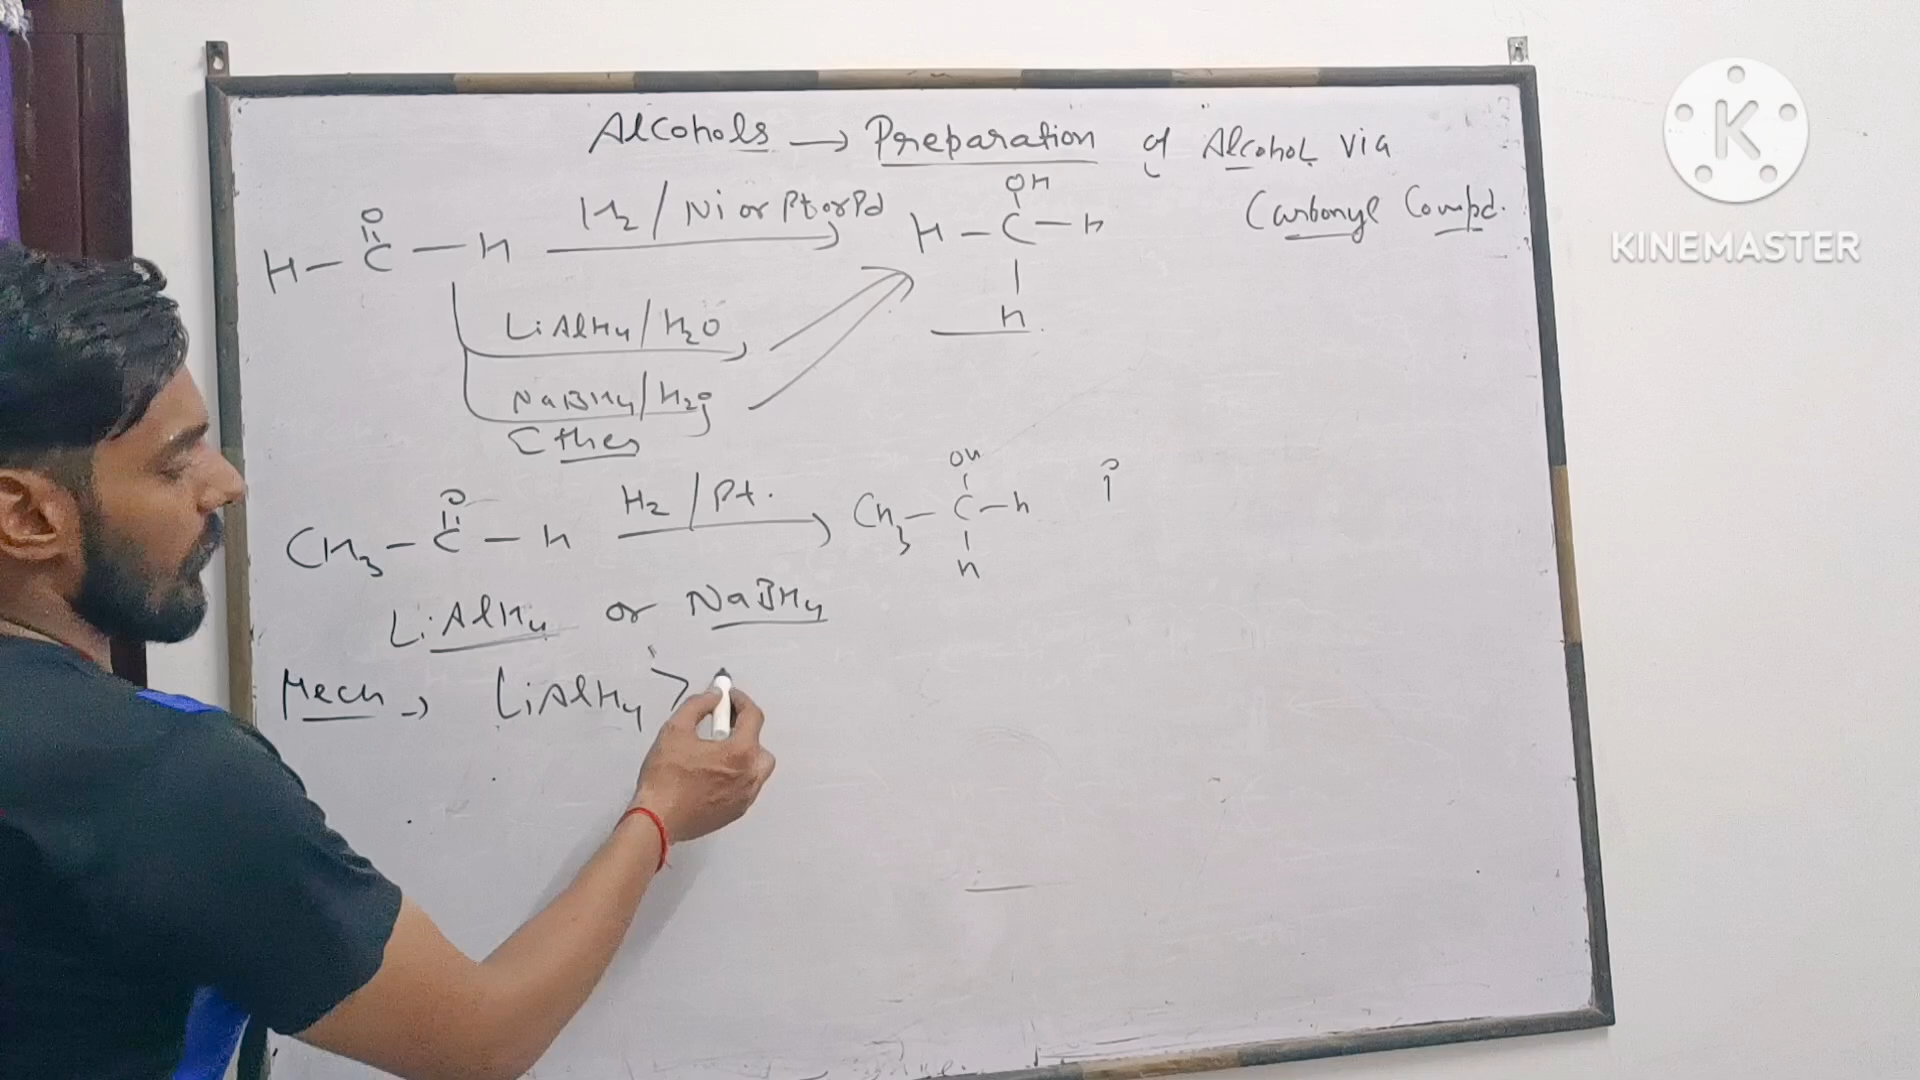 Alcohols → Preparation of Alcohol via
Carbonyl Compd.
O
H – C – H
H2 / Ni or Pt or Pd
OH
H – C – H
H
LiAlH4 / H2O
NaBH4 / H2O
Ether
O
CH3 – C – H
H2 / Pt.
OH
CH3 – C – H
H
LiAlH4 or NaBH4
Mech → LiAlH4 >
K
KINEMASTER